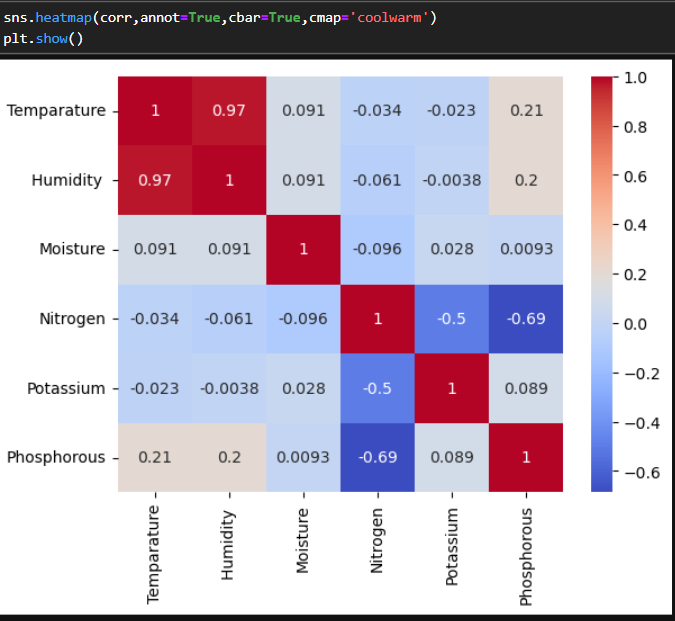 sns.heatmap(corr,annot=True,cbar=True,cmap='coolwarm')
plt.show()
Temparature 1 0.97 0.091 -0.034 -0.023 0.21
Humidity 0.97 1 0.091 -0.061 -0.0038 0.2
Moisture 0.091 0.091 1 -0.096 0.028 0.0093
Nitrogen -0.034 -0.061 -0.096 1 -0.5 -0.69
Potassium -0.023 -0.0038 0.028 -0.5 1 0.089
Phosphorous 0.21 0.2 0.0093 -0.69 0.089 1
Temparature
Humidity
Moisture
Nitrogen
Potassium
Phosphorous
1.0
0.8
0.6
0.4
0.2
0.0
−0.2
−0.4
−0.6